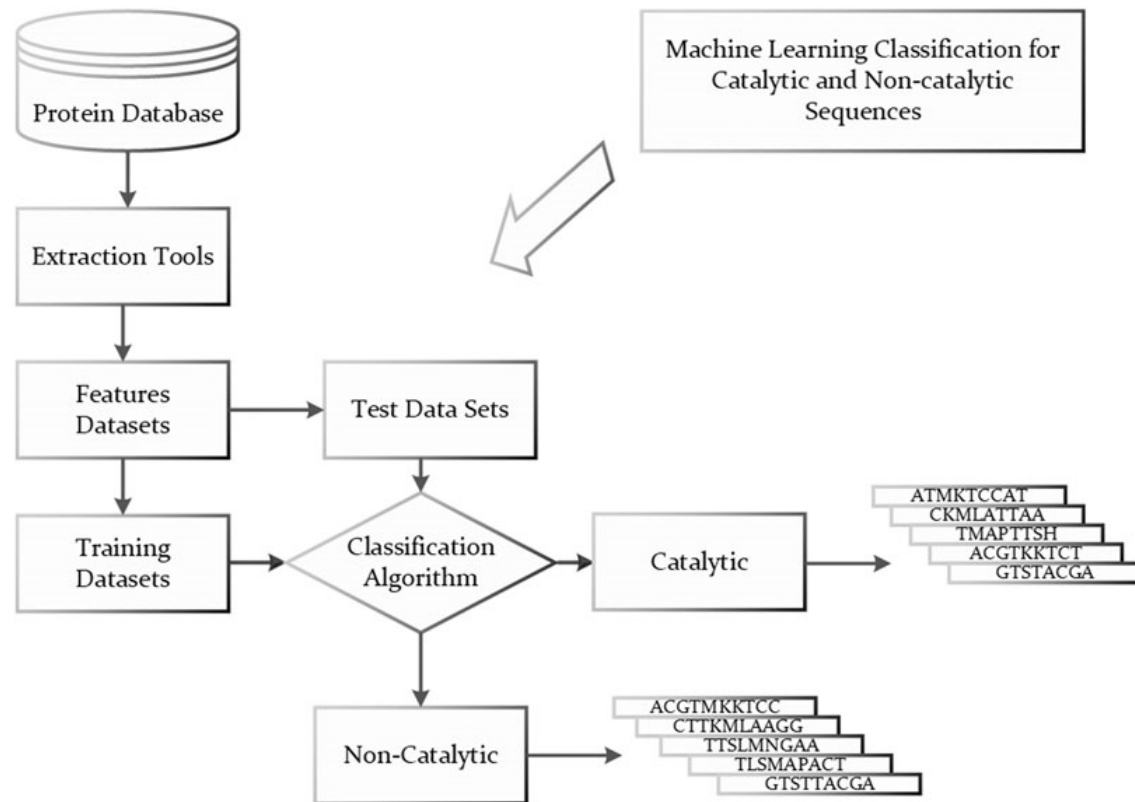 Protein Database
Machine Learning Classification for
Catalytic and Non-catalytic
Sequences
Extraction Tools
Features
Datasets
Test Data Sets
Training
Datasets
Classification
Algorithm
Catalytic
ATMKTCCAT
CKMLATTAA
TMAPTTSH
ACGTKKTCT
GTSTACGA
Non-Catalytic
ACGTMKKTCC
CTTKMLAAGG
TTSLMNGAA
TLSMAPACT
GTSTTACGA